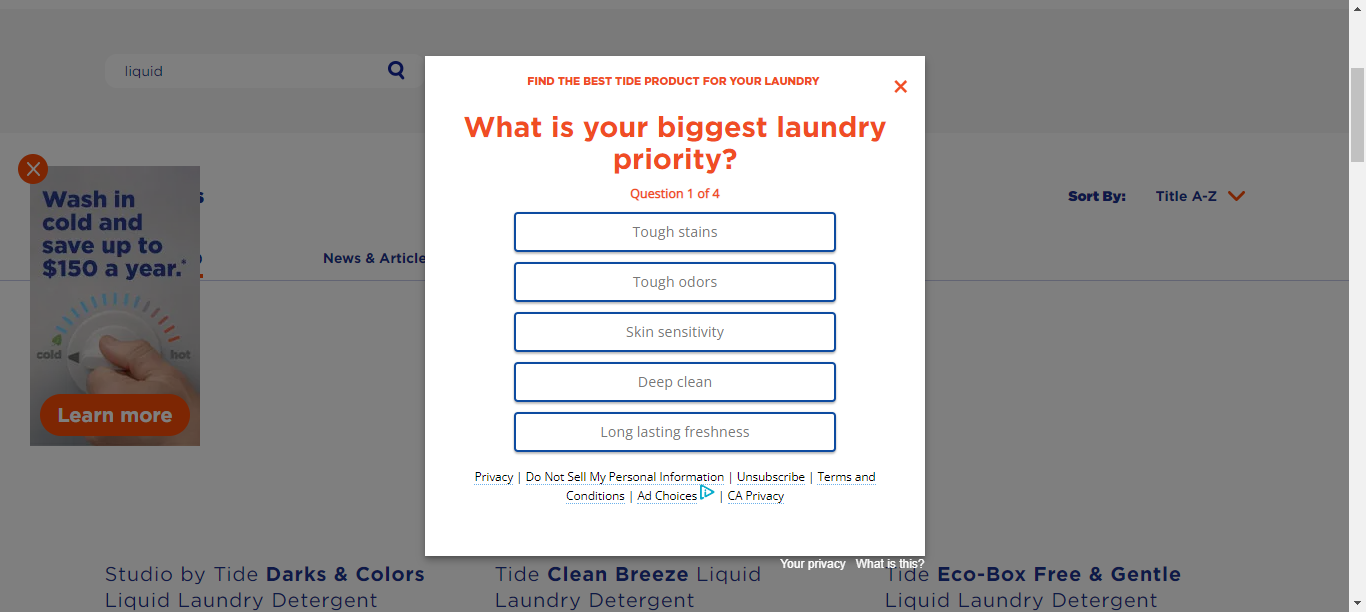 liquid
FIND THE BEST TIDE PRODUCT FOR YOUR LAUNDRY
What is your biggest laundry
priority?
Question 1 of 4
Tough stains
Tough odors
Skin sensitivity
Deep clean
Long lasting freshness
Privacy | Do Not Sell My Personal Information | Unsubscribe | Terms and
Conditions | Ad Choices | CA Privacy
Your privacy What is this?
Wash in
cold and
save up to
$150 a year.*
cold hot
Learn more
Sort By: Title A-Z
News & Article
Studio by Tide Darks & Colors
Liquid Laundry Detergent
Tide Clean Breeze Liquid
Laundry Detergent
Tide Eco-Box Free & Gentle
Liquid Laundry Detergent